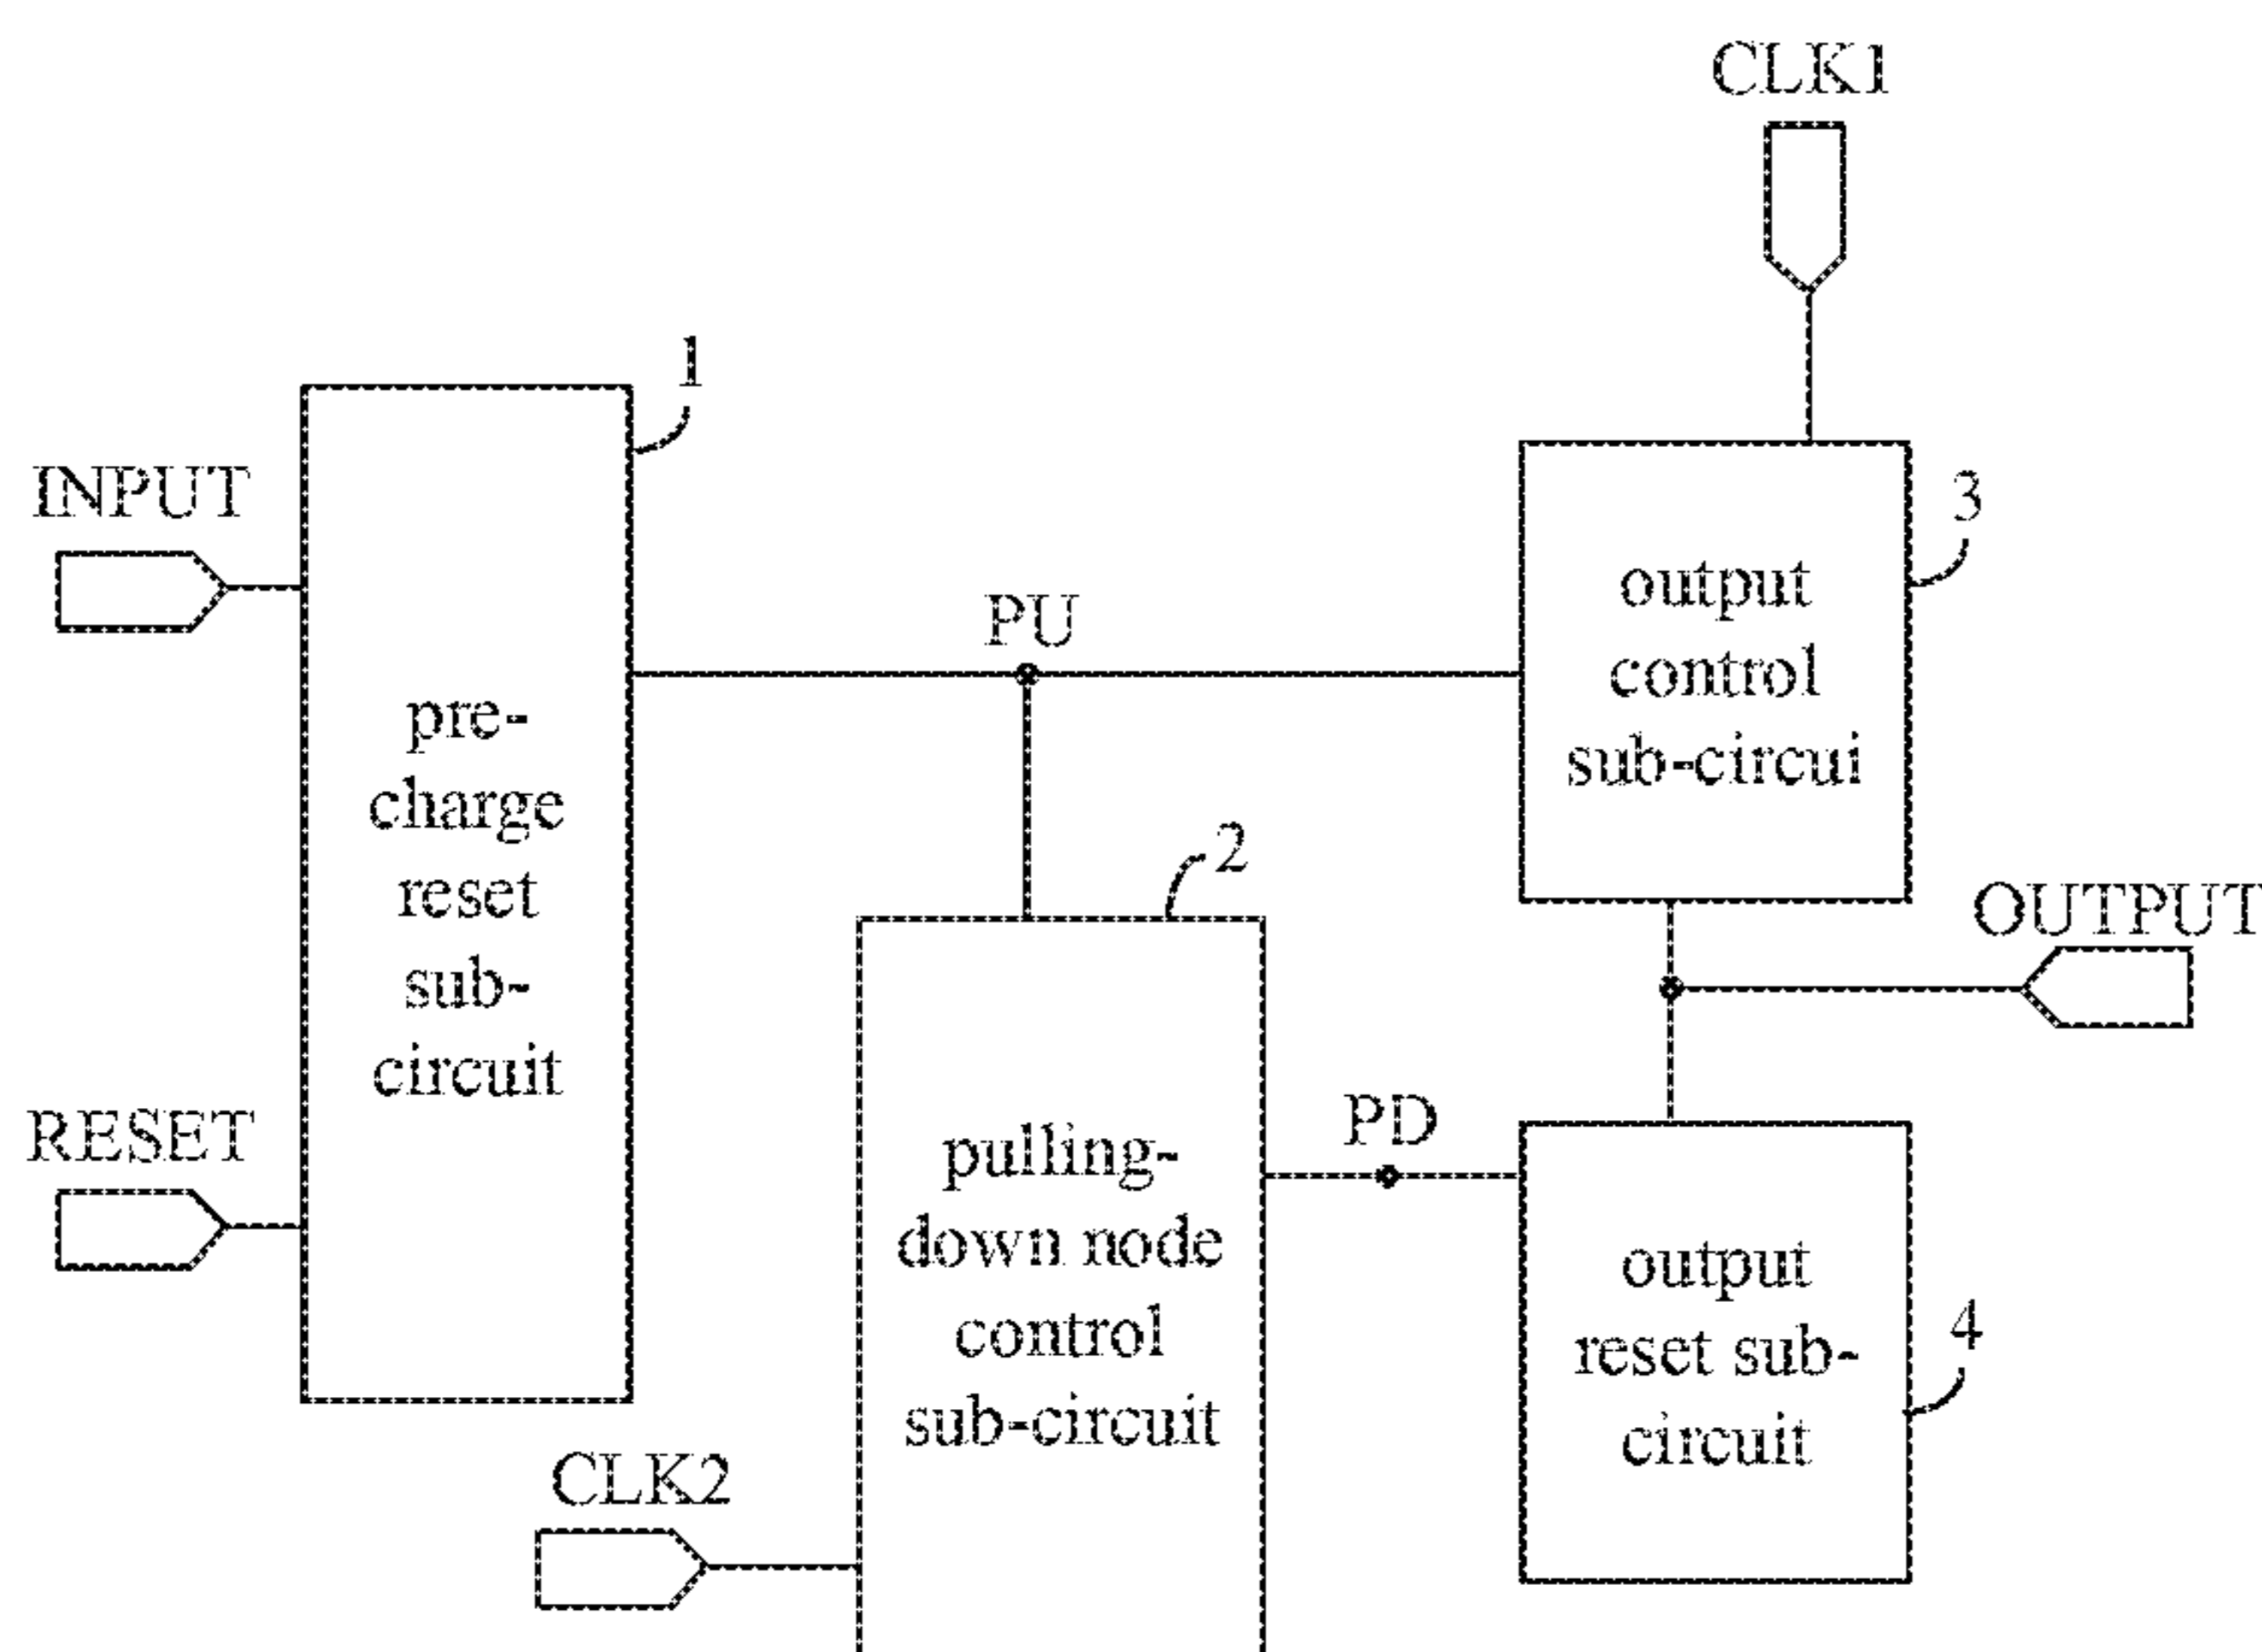 CLK1
1
INPUT
3
output
control
sub-circui
PU
pre-
charge
reset
sub-
circuit
2
OUTPUT
RESET
PD
pulling-
down node
control
sub-circuit
output
reset sub-
circuit
4
CLK2